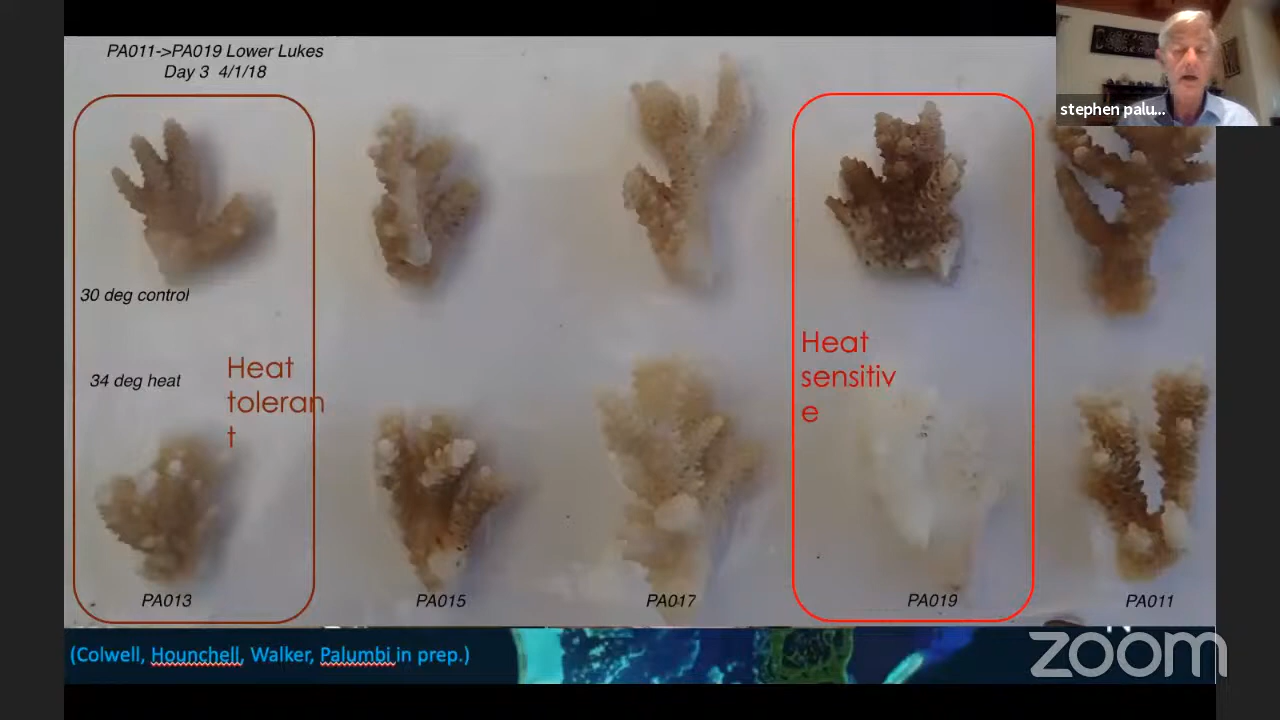 PA011->PA019 Lower Lukes
Day 3 4/1/18
stephen palu...
30 deg control
34 deg heat
Heat
toleran
t
Heat
sensitiv
e
PA013
PA015
PA017
PA019
PA011
(Colwell, Hounchell, Walker, Palumbi in prep.)
zoom